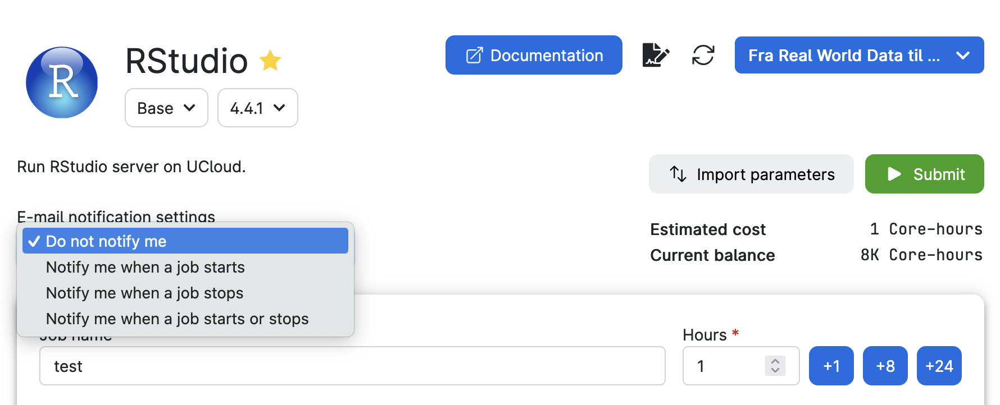 R
RStudio
Documentation
Fra Real World Data til ...
Base
4.4.1
Run RStudio server on UCloud.
Import parameters
Submit
E-mail notification settings
Do not notify me
Notify me when a job starts
Notify me when a job stops
Notify me when a job starts or stops
Estimated cost 1 Core-hours
Current balance 8K Core-hours
Job name
test
Hours *
1
+1
+8
+24